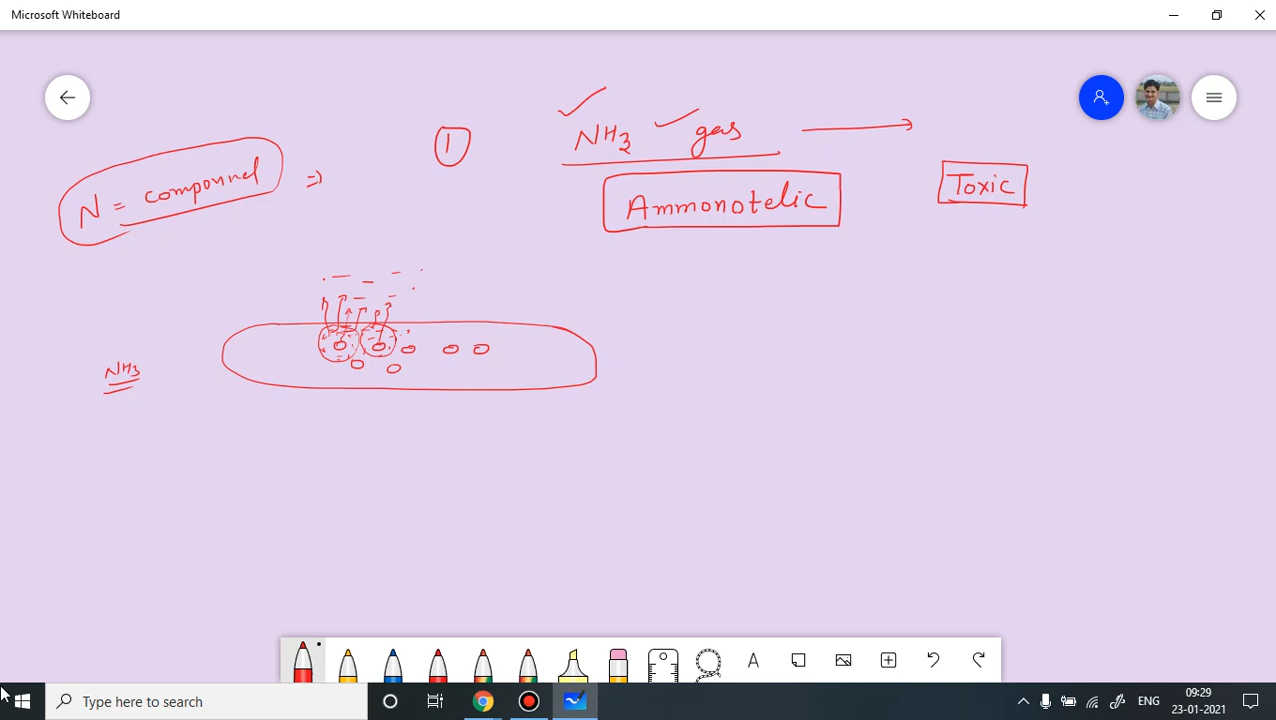 Microsoft Whiteboard
1 NH3 gas
N = compound ⇒
Ammonotelic
Toxic
NH3
Type here to search
ENG
09:29
23-01-2021